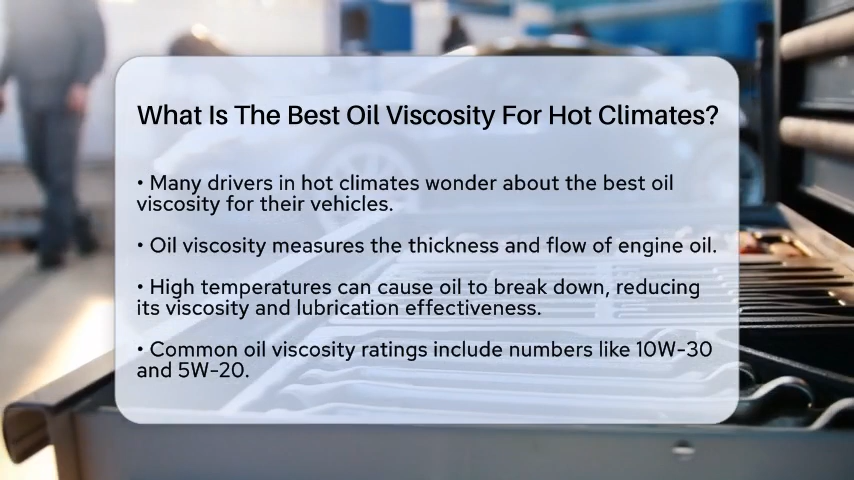 What Is The Best Oil Viscosity For Hot Climates?
• Many drivers in hot climates wonder about the best oil
viscosity for their vehicles.
• Oil viscosity measures the thickness and flow of engine oil.
• High temperatures can cause oil to break down, reducing
its viscosity and lubrication effectiveness.
• Common oil viscosity ratings include numbers like 10W-30
and 5W-20.